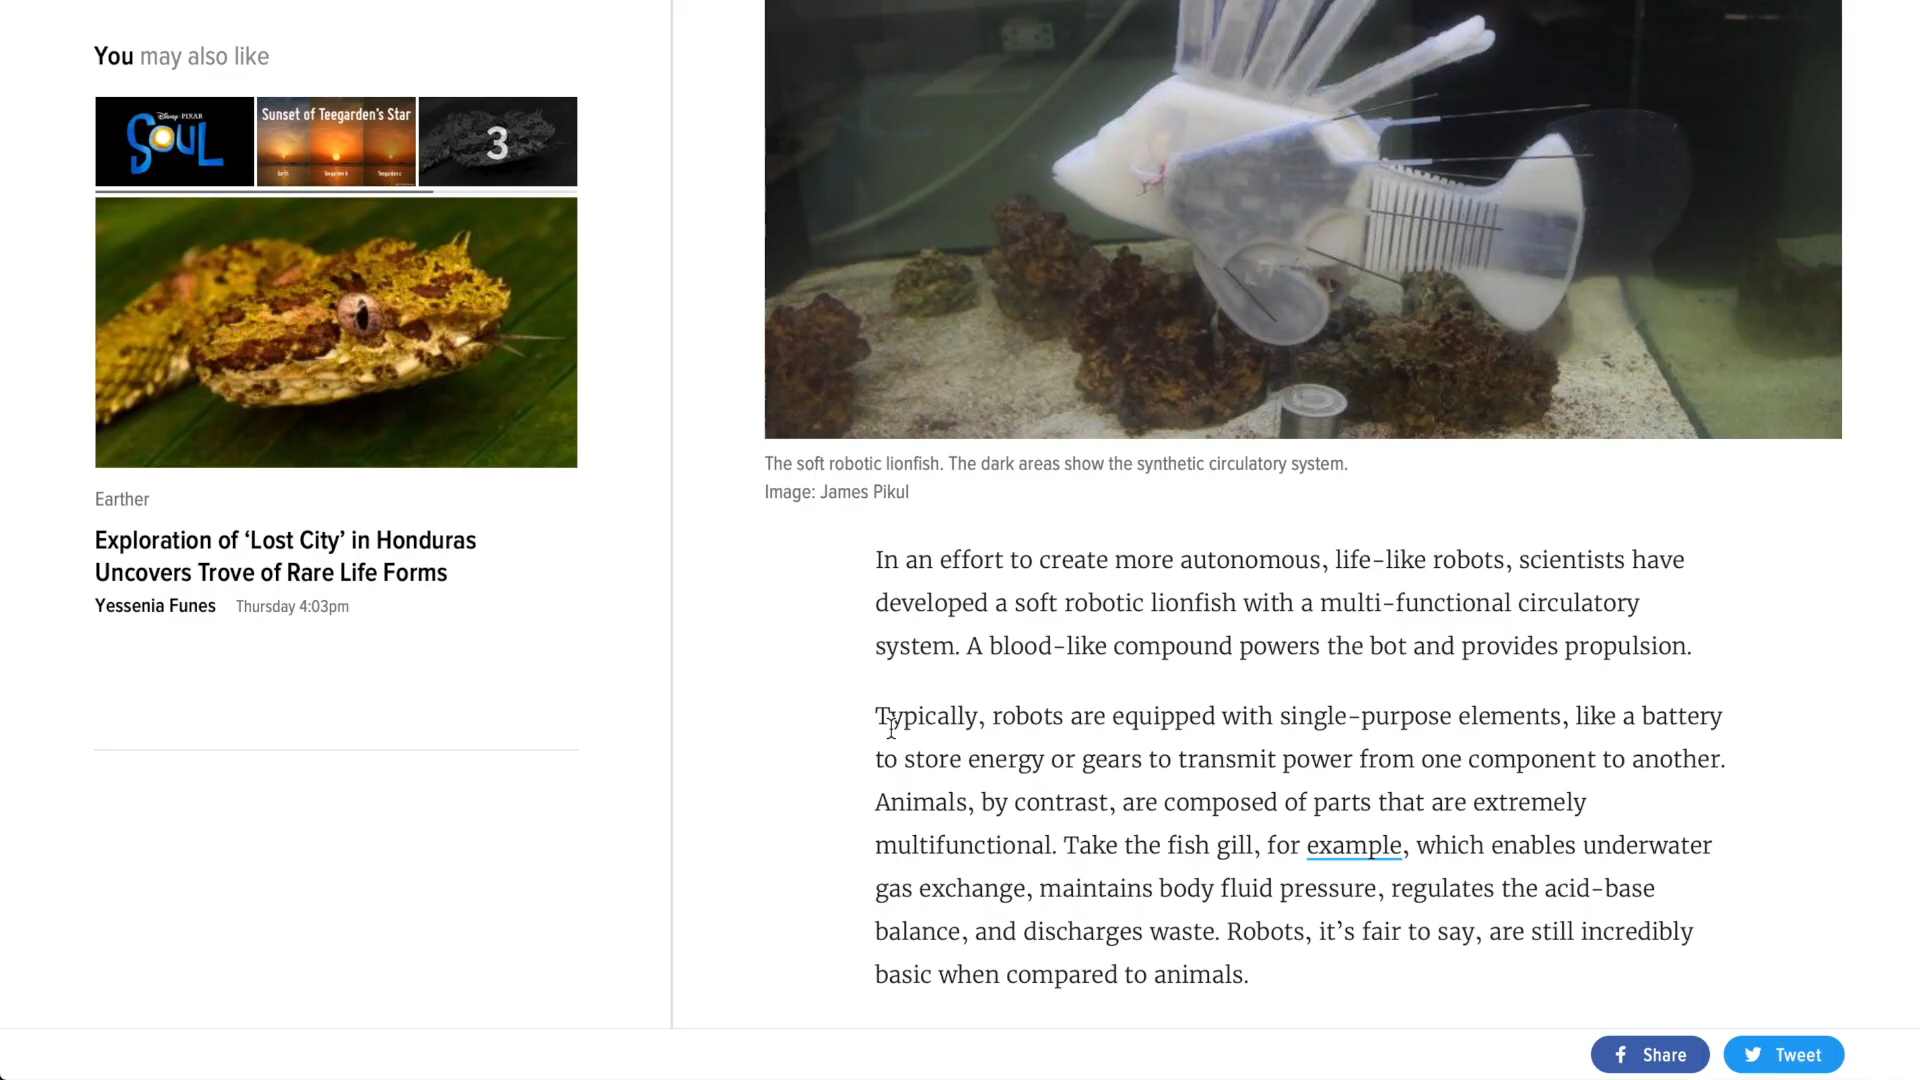 You may also like
Disney PIXAR
SOUL
Sunset of Teegarden's Star
Earth
Teegarden b
Teegarden c
3
Earther
Exploration of ‘Lost City’ in Honduras
Uncovers Trove of Rare Life Forms
Yessenia Funes Thursday 4:03pm
The soft robotic lionfish. The dark areas show the synthetic circulatory system.
Image: James Pikul
In an effort to create more autonomous, life-like robots, scientists have
developed a soft robotic lionfish with a multi-functional circulatory
system. A blood-like compound powers the bot and provides propulsion.
Typically, robots are equipped with single-purpose elements, like a battery
to store energy or gears to transmit power from one component to another.
Animals, by contrast, are composed of parts that are extremely
multifunctional. Take the fish gill, for example, which enables underwater
gas exchange, maintains body fluid pressure, regulates the acid-base
balance, and discharges waste. Robots, it’s fair to say, are still incredibly
basic when compared to animals.
Share
Tweet